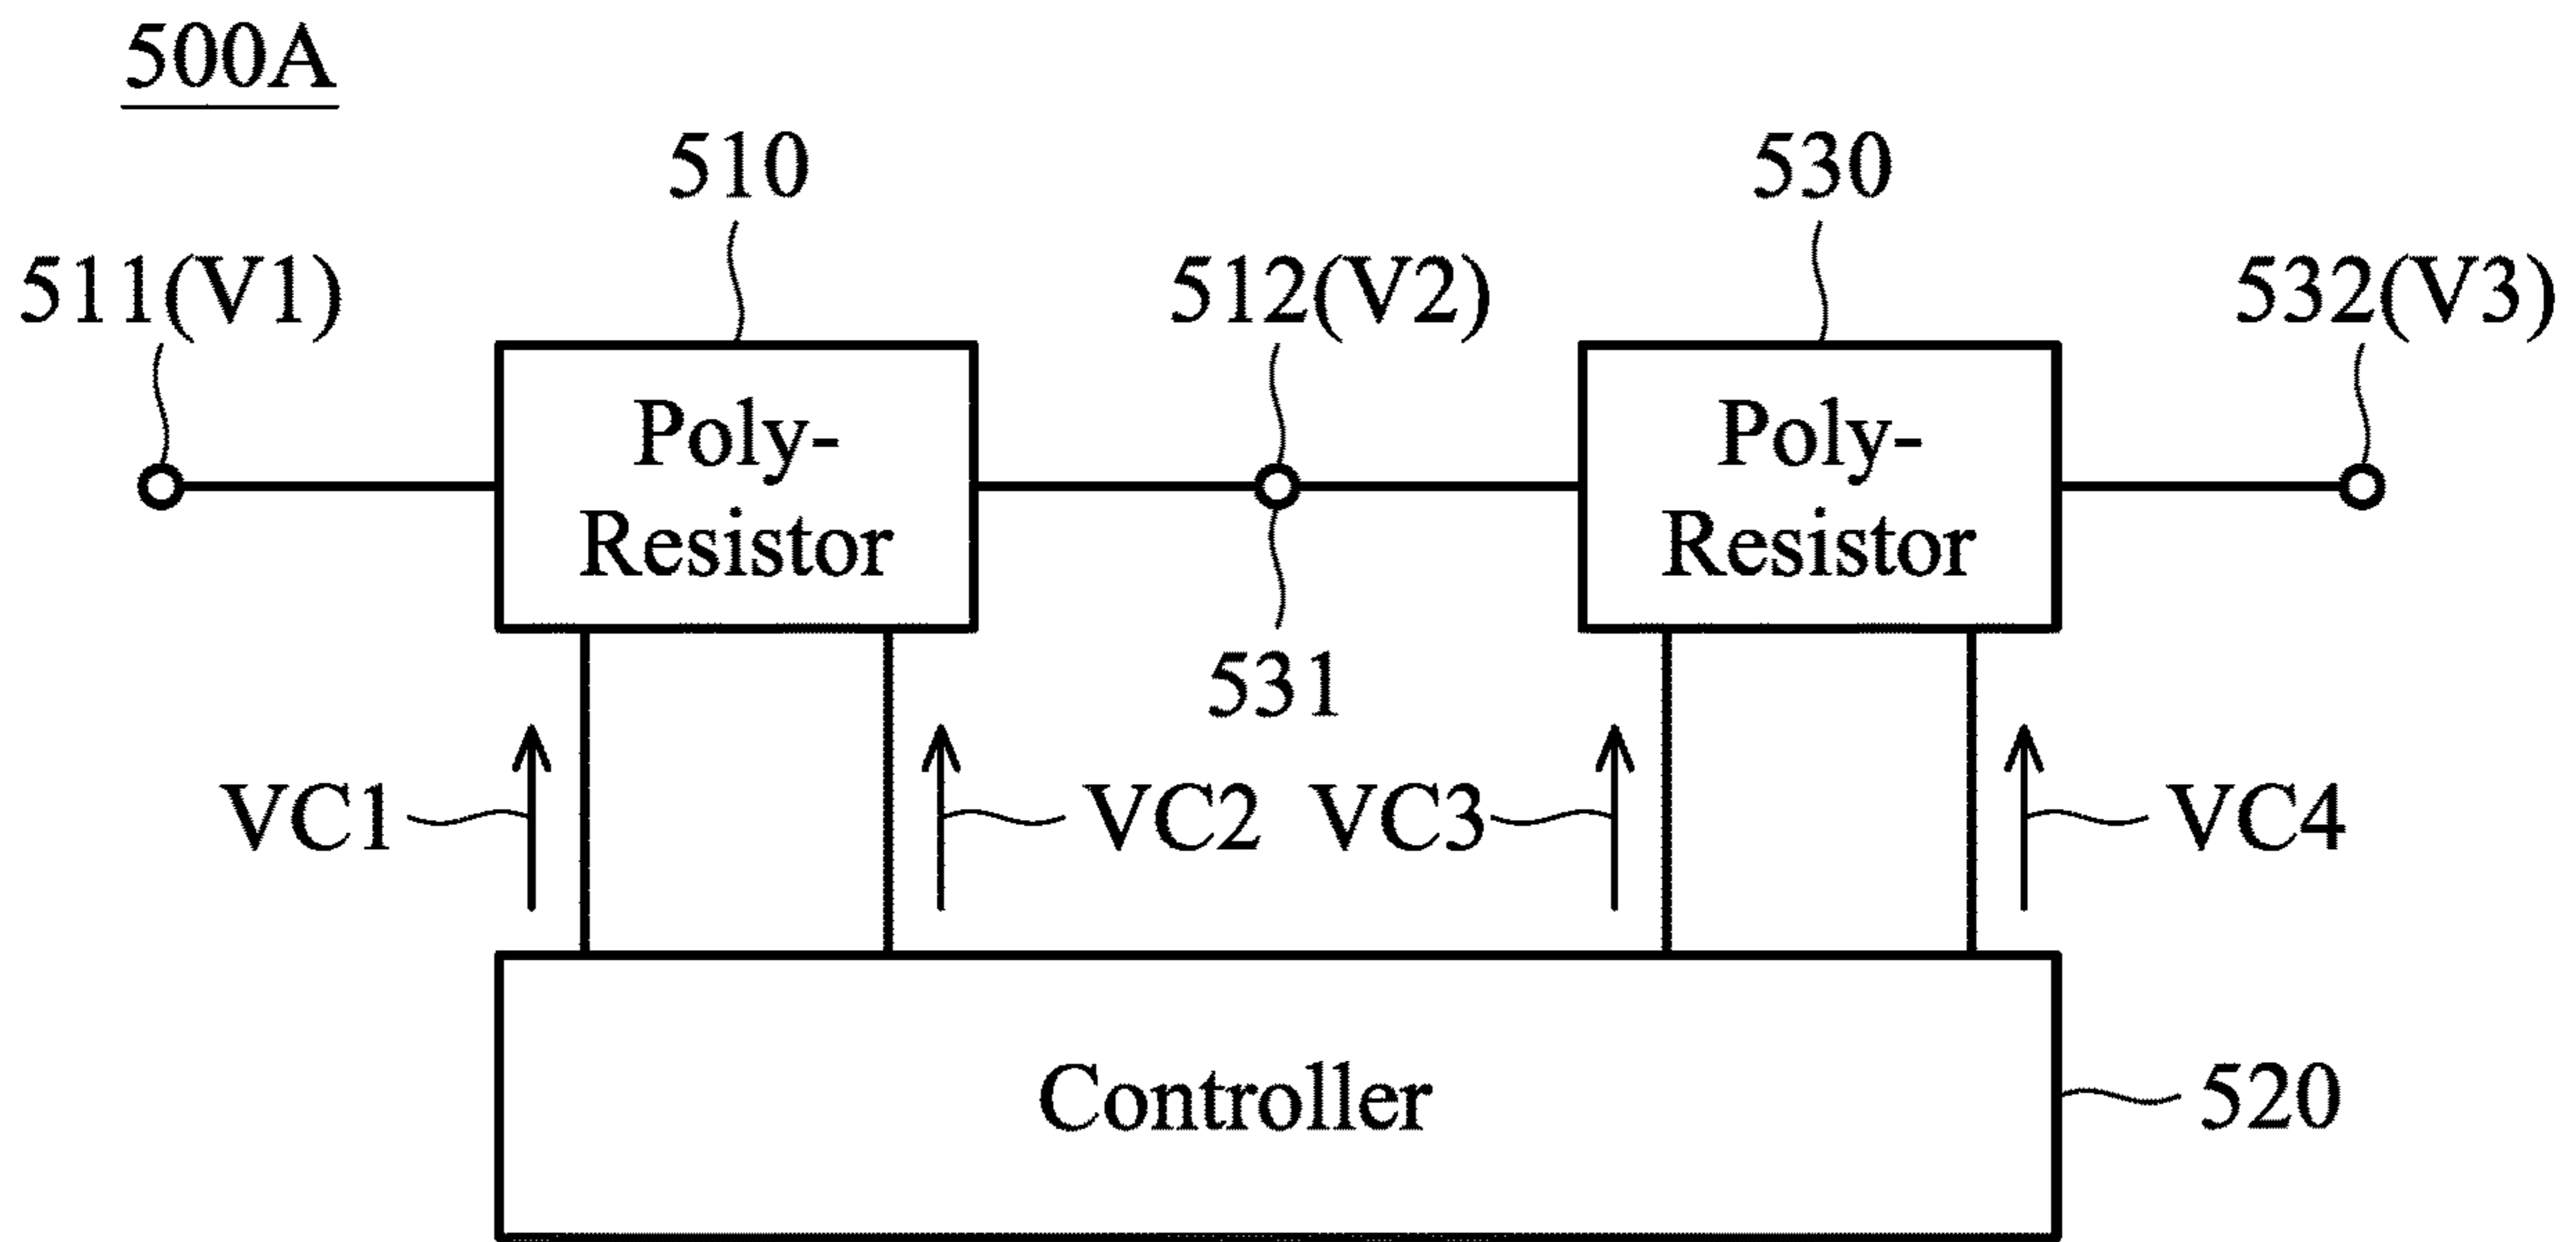 500A
510
530
511(V1)
512(V2)
532(V3)
Poly-
Resistor
Poly-
Resistor
531
VC1
VC2
VC3
VC4
Controller
520